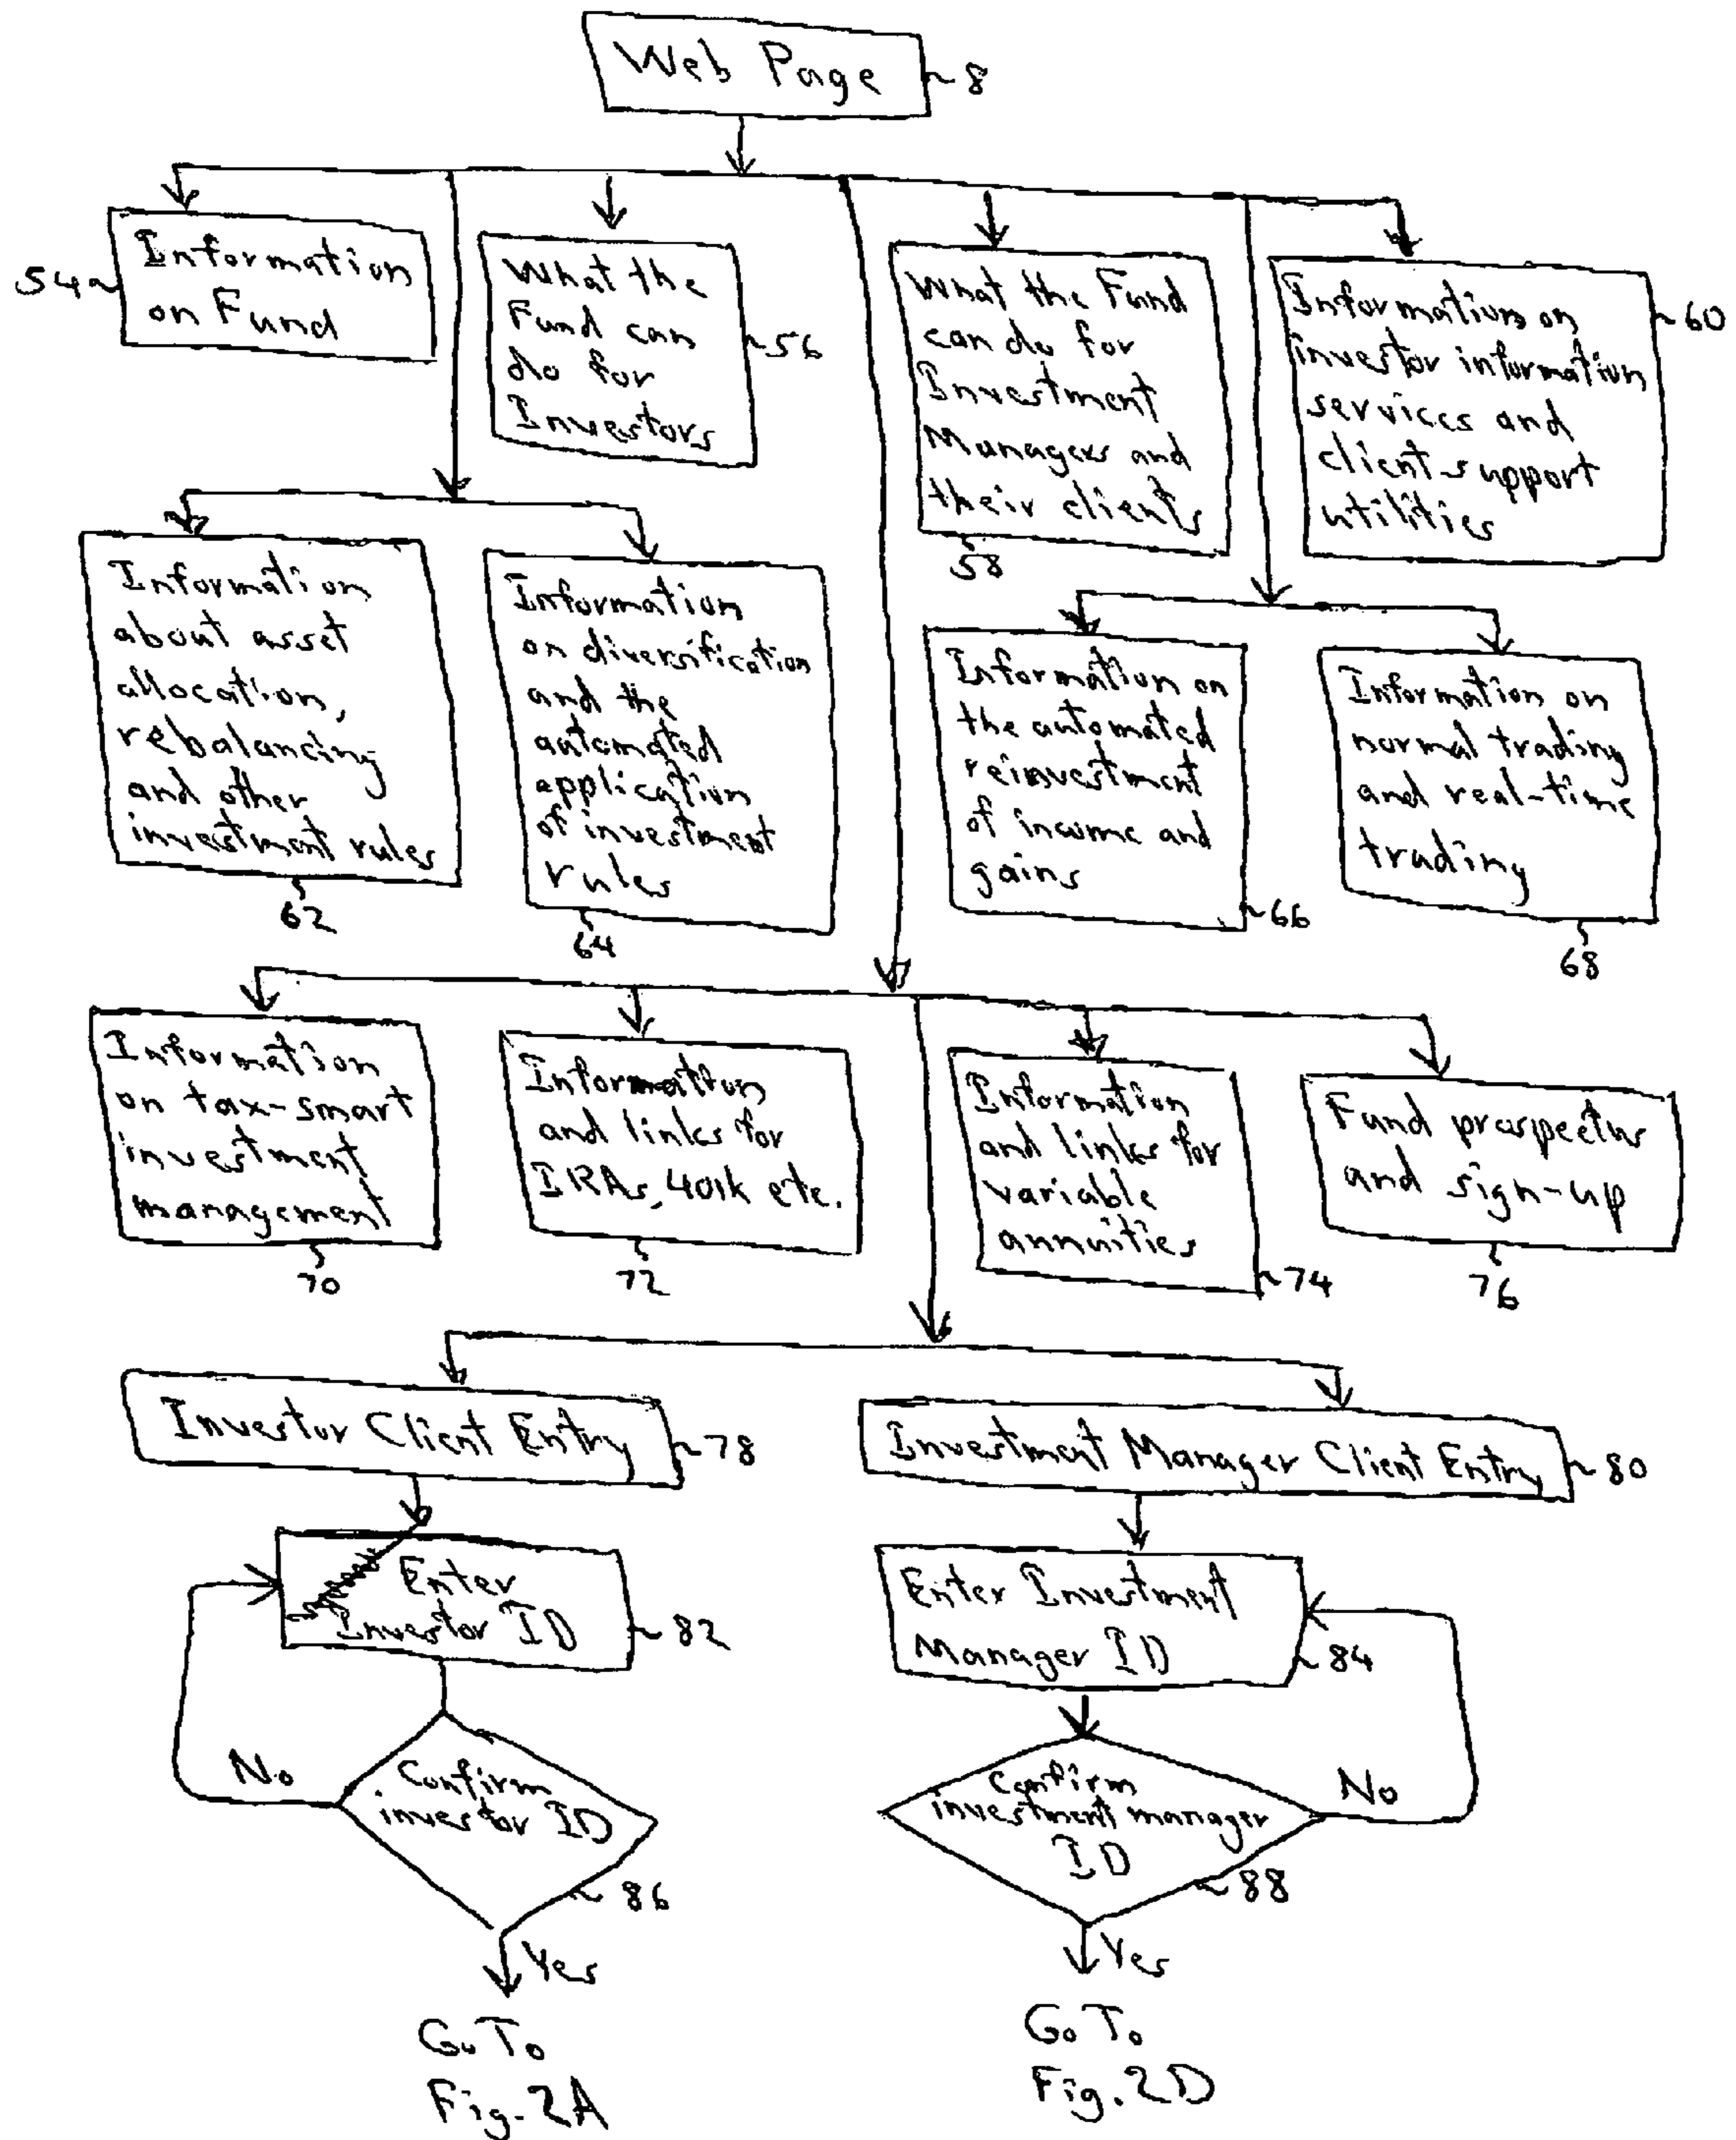 Web Page
8
Information
on Fund
54
What the
Fund can
do for
Investors
56
What the Fund
can do for
Investment
Managers and
their clients
58
Information on
investor information
services and
client-support
utilities
60
Information
about asset
allocation,
rebalancing
and other
investment rules
62
Information
on diversification
and the
automated
application
of investment
rules
64
Information on
the automated
reinvestment
of income and
gains
66
Information on
normal trading
and real-time
trading
68
Information
on tax-smart
investment
management
70
Information
and links for
IRAs, 401k etc.
72
Information
and links for
variable
annuities
74
Fund prospectus
and sign-up
76
Investor Client Entry
78
Investment Manager Client Entry
80
Enter
Investor ID
82
Enter Investment
Manager ID
84
Confirm
investor ID
86
No
Yes
Confirm
investment manager
ID
88
No
Yes
Go To
Fig. 2A
Go To
Fig. 2D